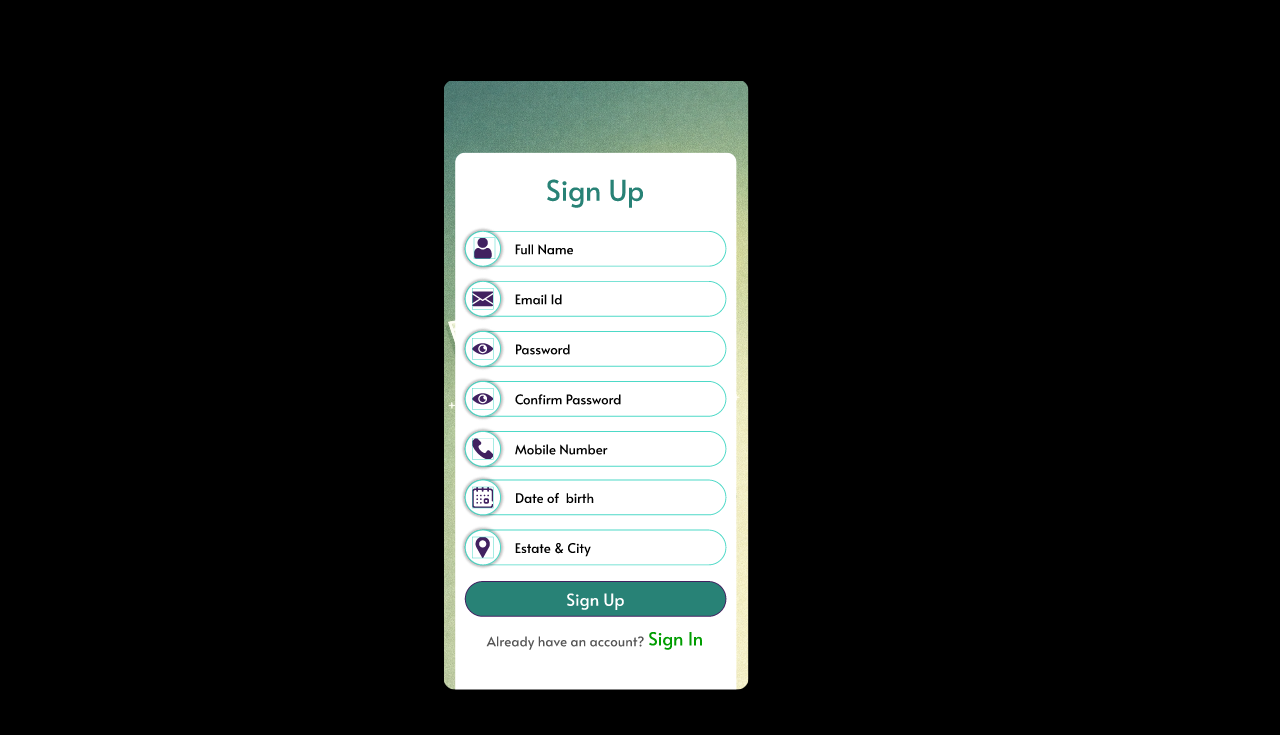 Sign Up
Full Name
Email Id
Password
Confirm Password
Mobile Number
Date of  birth
Estate & City
Sign Up
Already have an account? Sign In